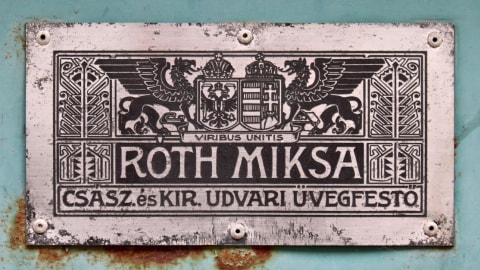 VIRIBUS UNITIS
RÓTH MIKSA
CSÁSZ. és KIR. UDVARI ÜVEGFESTŐ.